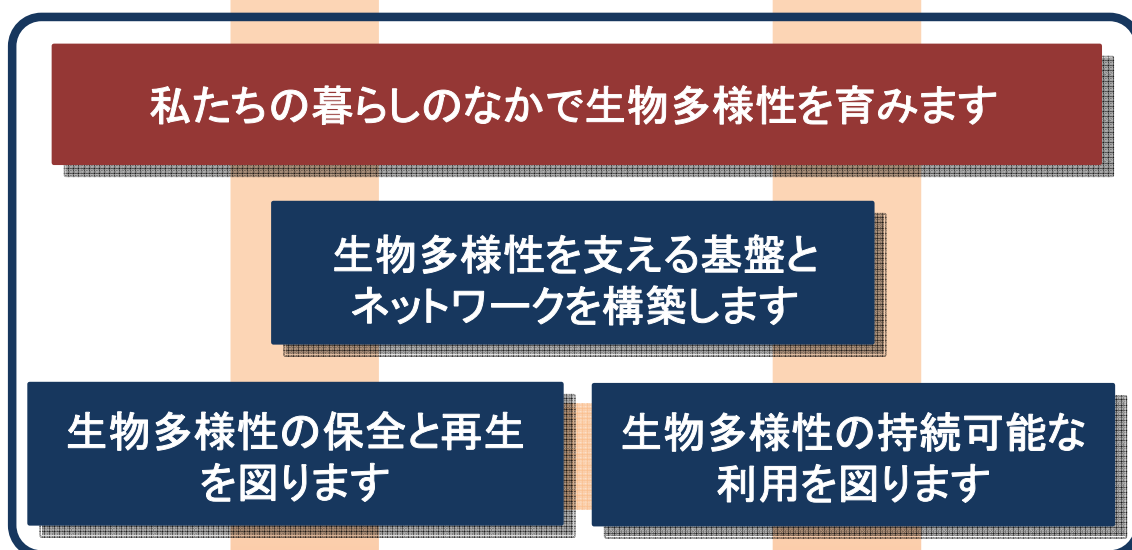 私たちの暮らしのなかで生物多様性を育みます
生物多様性を支える基盤と
ネットワークを構築します
生物多様性の保全と再生
を図ります
生物多様性の持続可能な
利用を図ります